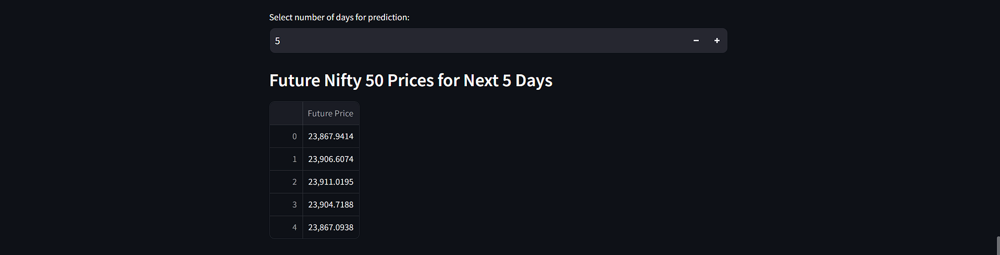 Select number of days for prediction:
5
Future Nifty 50 Prices for Next 5 Days
Future Price
0 23,867.9414
1 23,906.6074
2 23,911.0195
3 23,904.7188
4 23,867.0938